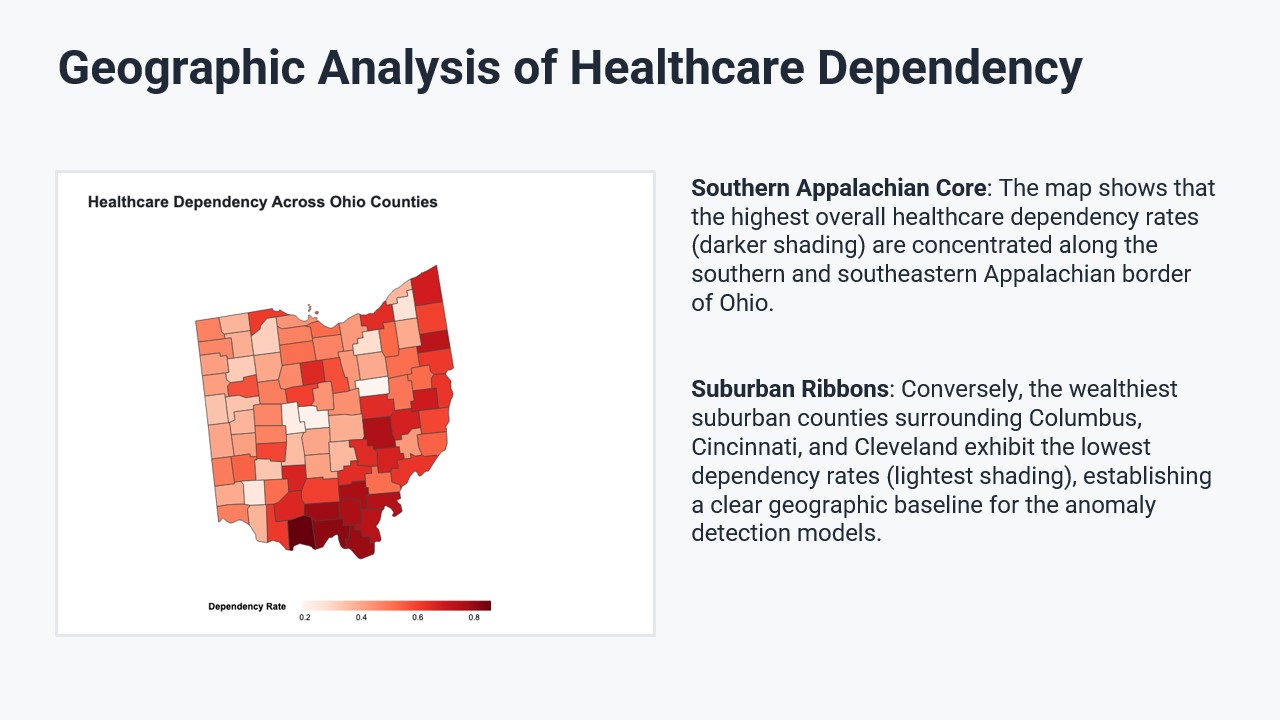 Geographic Analysis of Healthcare Dependency
Healthcare Dependency Across Ohio Counties
Dependency Rate
0.2 0.4 0.6 0.8
Southern Appalachian Core: The map shows that
the highest overall healthcare dependency rates
(darker shading) are concentrated along the
southern and southeastern Appalachian border
of Ohio.
Suburban Ribbons: Conversely, the wealthiest
suburban counties surrounding Columbus,
Cincinnati, and Cleveland exhibit the lowest
dependency rates (lightest shading), establishing
a clear geographic baseline for the anomaly
detection models.